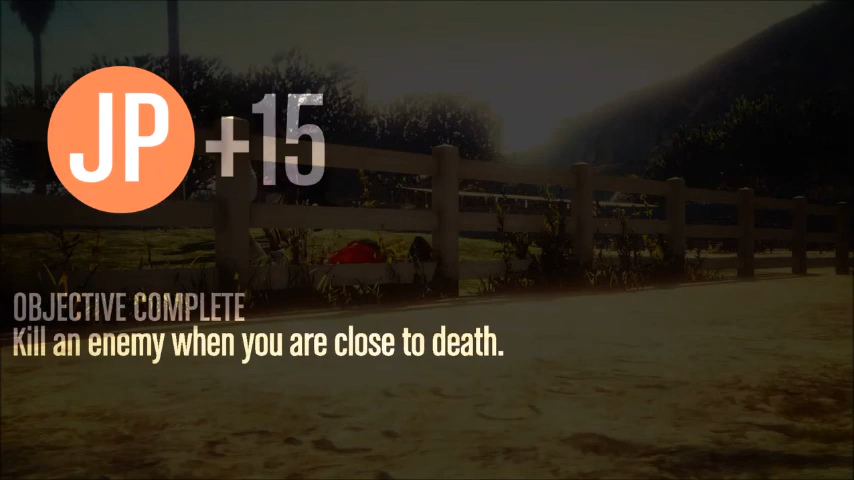 JP +15
OBJECTIVE COMPLETE
Kill an enemy when you are close to death.